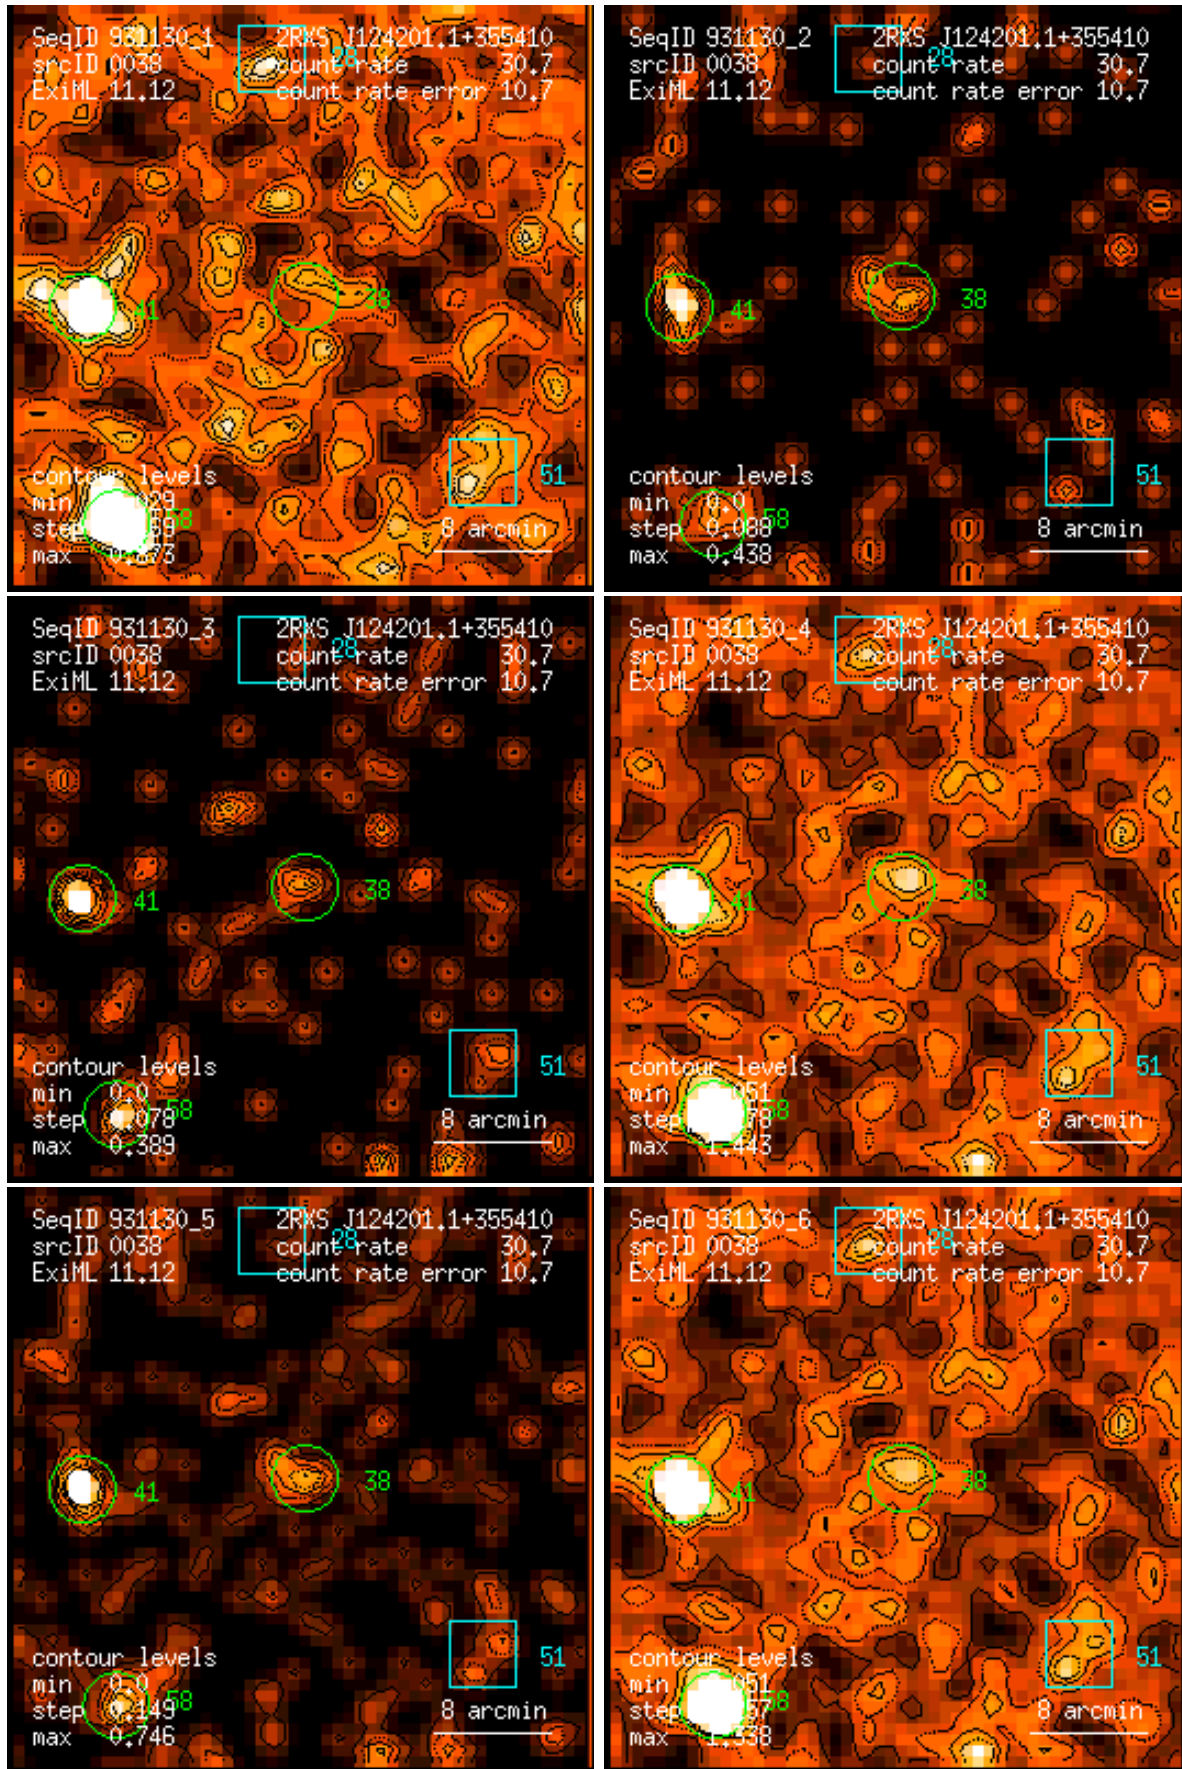 SeqID 931130_1 2RXS J124201.1+355410
srcID 0038 28 count rate 30.7
ExiML 11.12 count rate error 10.7
41 38
contour levels
51
min
58
step 8 arcmin
max
SeqID 931130_2 2RXS J124201.1+355410
srcID 0038 28 count rate 30.7
ExiML 11.12 count rate error 10.7
41 38
contour levels
51
min 0.0
58
step 0.088 8 arcmin
max 0.438
SeqID 931130_3 2RXS J124201.1+355410
srcID 0038 28 count rate 30.7
ExiML 11.12 count rate error 10.7
41 38
contour levels
51
min 0.0
58
step 8 arcmin
max 0.389
SeqID 931130_4 2RXS J124201.1+355410
srcID 0038 28 count rate 30.7
ExiML 11.12 count rate error 10.7
41 38
contour levels
51
min
step 8 arcmin
max 1.443
SeqID 931130_5 2RXS J124201.1+355410
srcID 0038 28 count rate 30.7
ExiML 11.12 count rate error 10.7
41 38
contour levels
51
min 0.0
58
step 0.149 8 arcmin
max 0.746
SeqID 931130_6 2RXS J124201.1+355410
srcID 0038 28 count rate 30.7
ExiML 11.12 count rate error 10.7
41 38
contour levels
51
min
step 8 arcmin
max 1.538